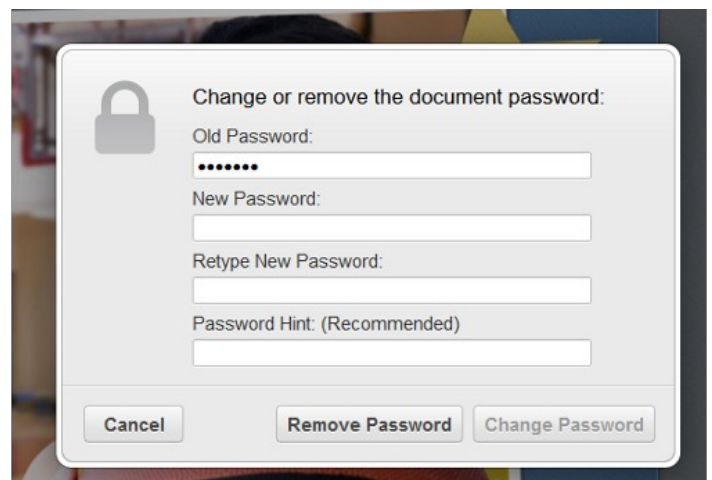 Change or remove the document password:
Old Password:
•••••••
New Password:
Retype New Password:
Password Hint: (Recommended)
Cancel Remove Password Change Password